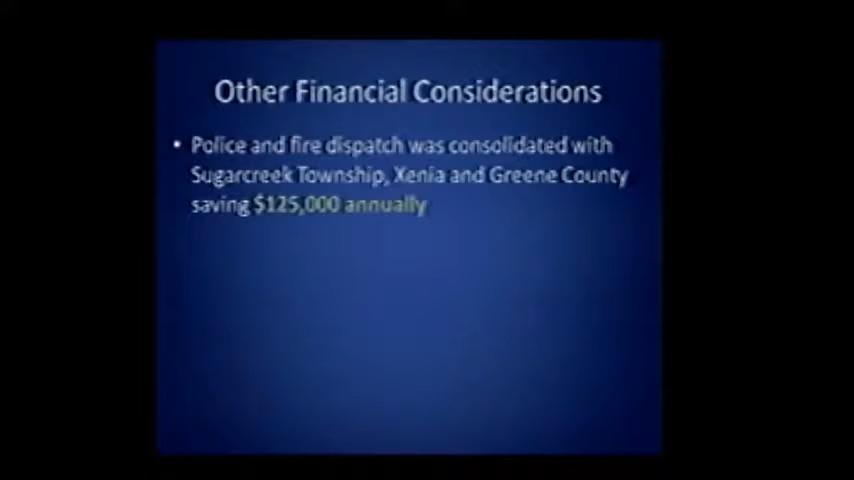 Other Financial Considerations
• Police and fire dispatch was consolidated with
Sugarcreek Township, Xenia and Greene County
saving $125,000 annually